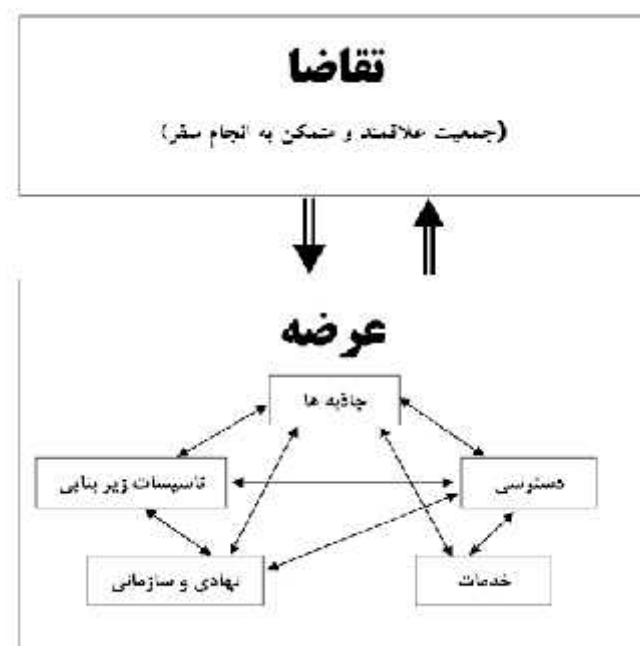 تقاضا
(جمعیت علاقمند و متمکن به انجام سفر)
عرضه
جاذبه ها
تاسیسات زیر بنایی
دسترسی
نهادی و سازمانی
خدمات